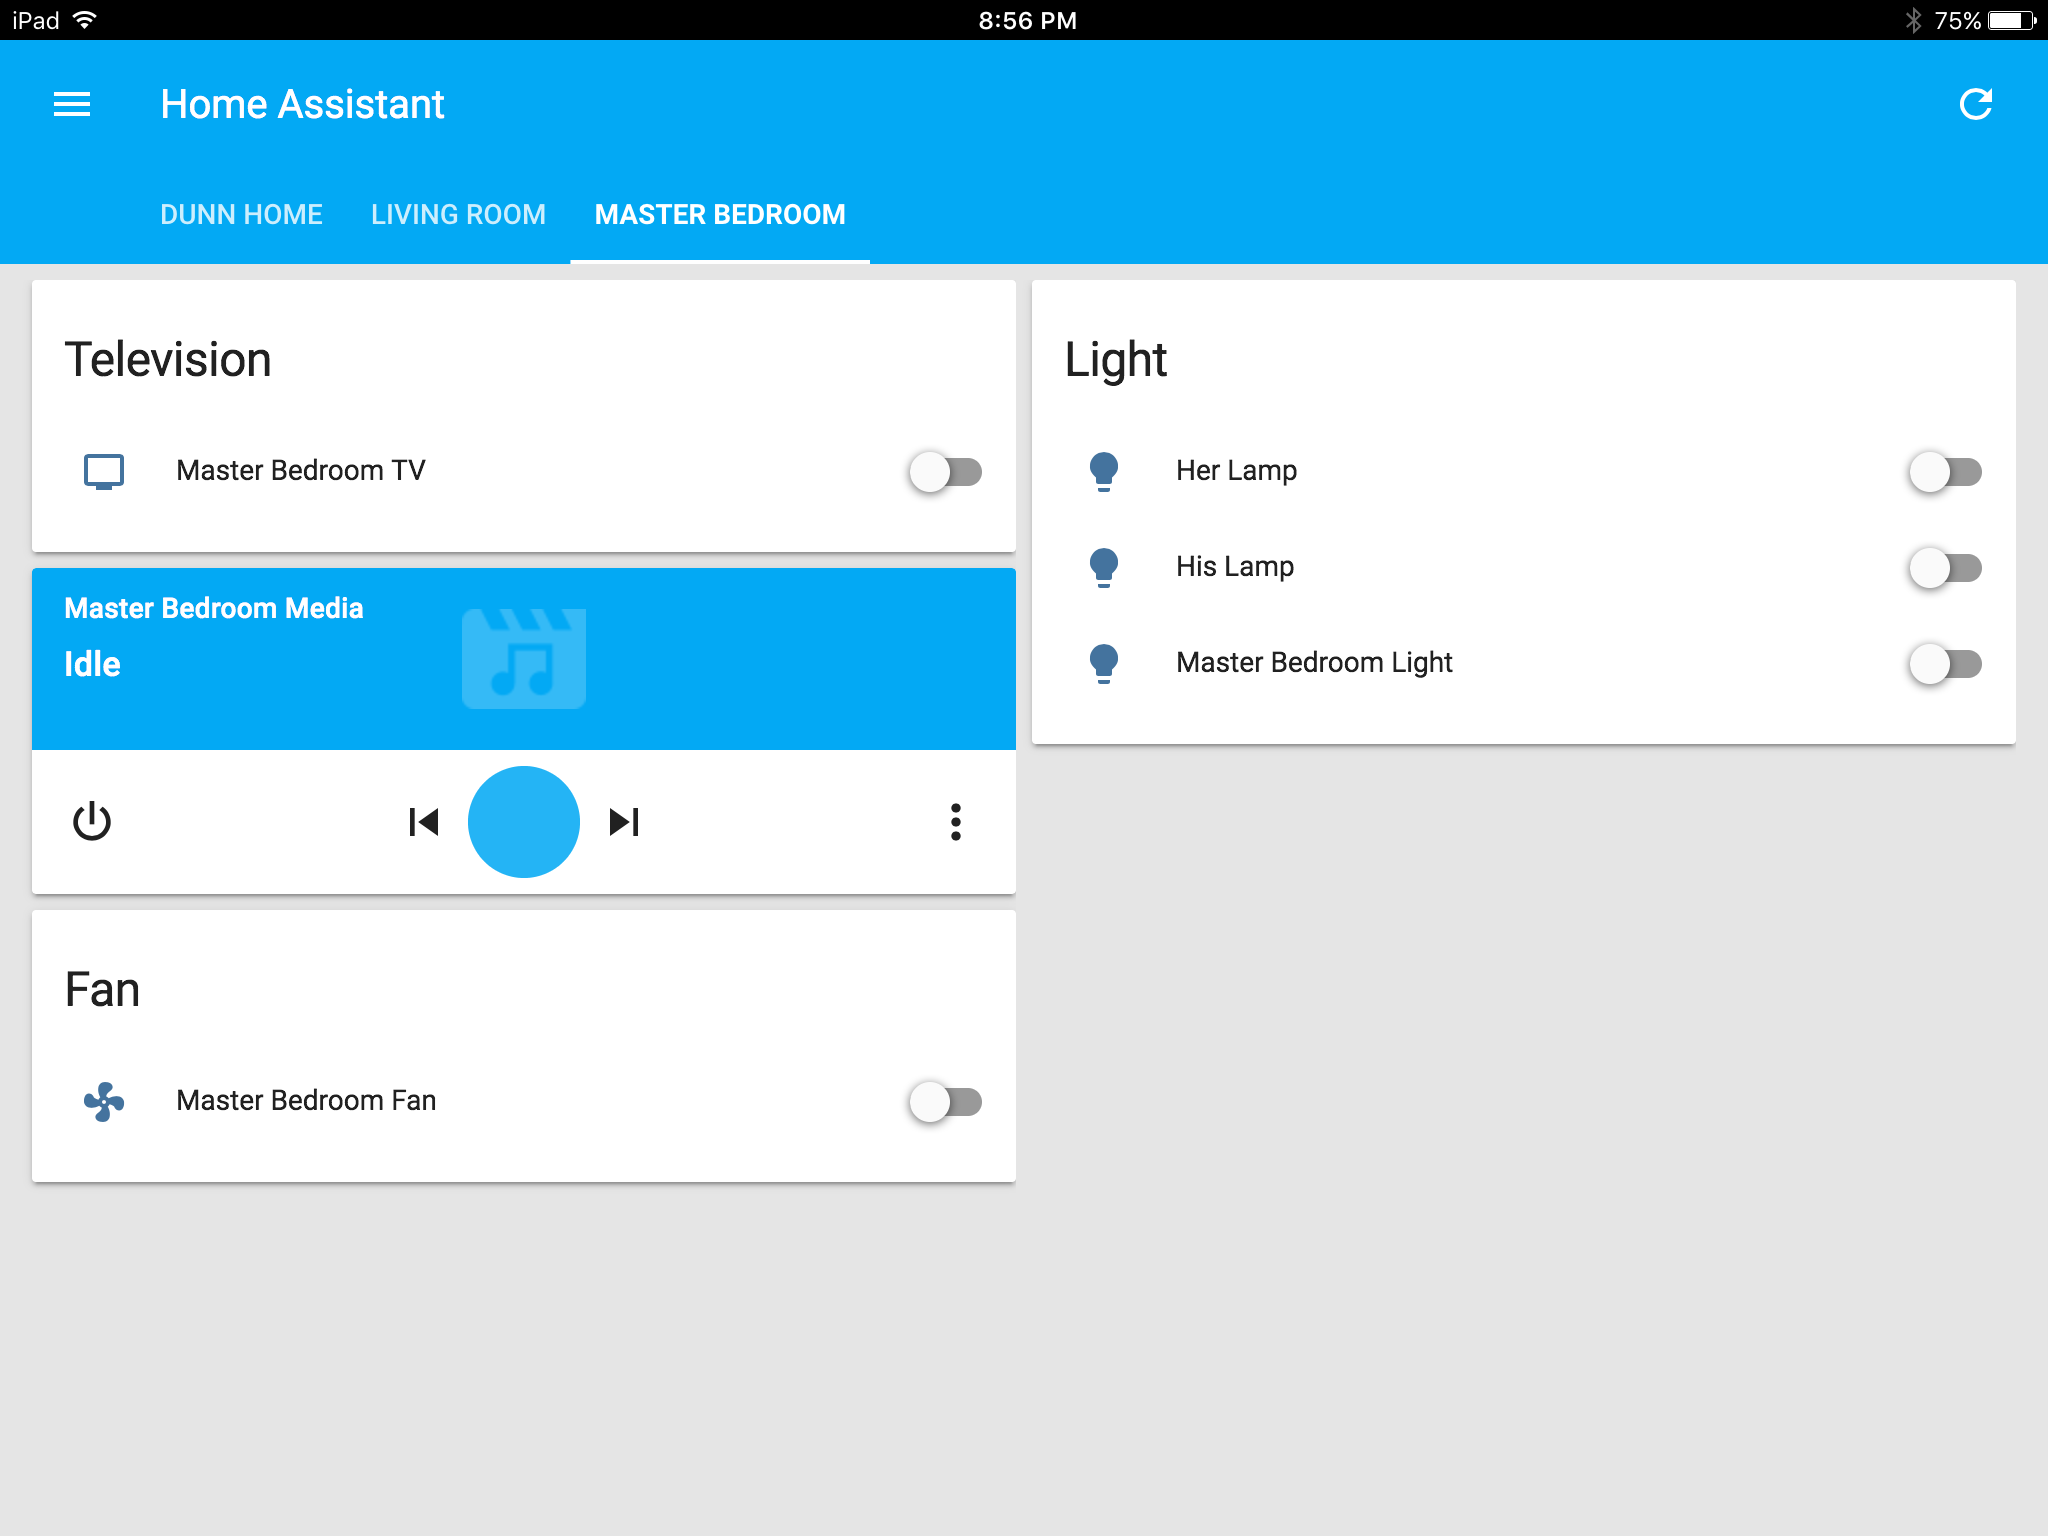 iPad 8:56 PM 75%
Home Assistant
DUNN HOME LIVING ROOM MASTER BEDROOM
Television
Master Bedroom TV
Master Bedroom Media
Idle
Fan
Master Bedroom Fan
Light
Her Lamp
His Lamp
Master Bedroom Light